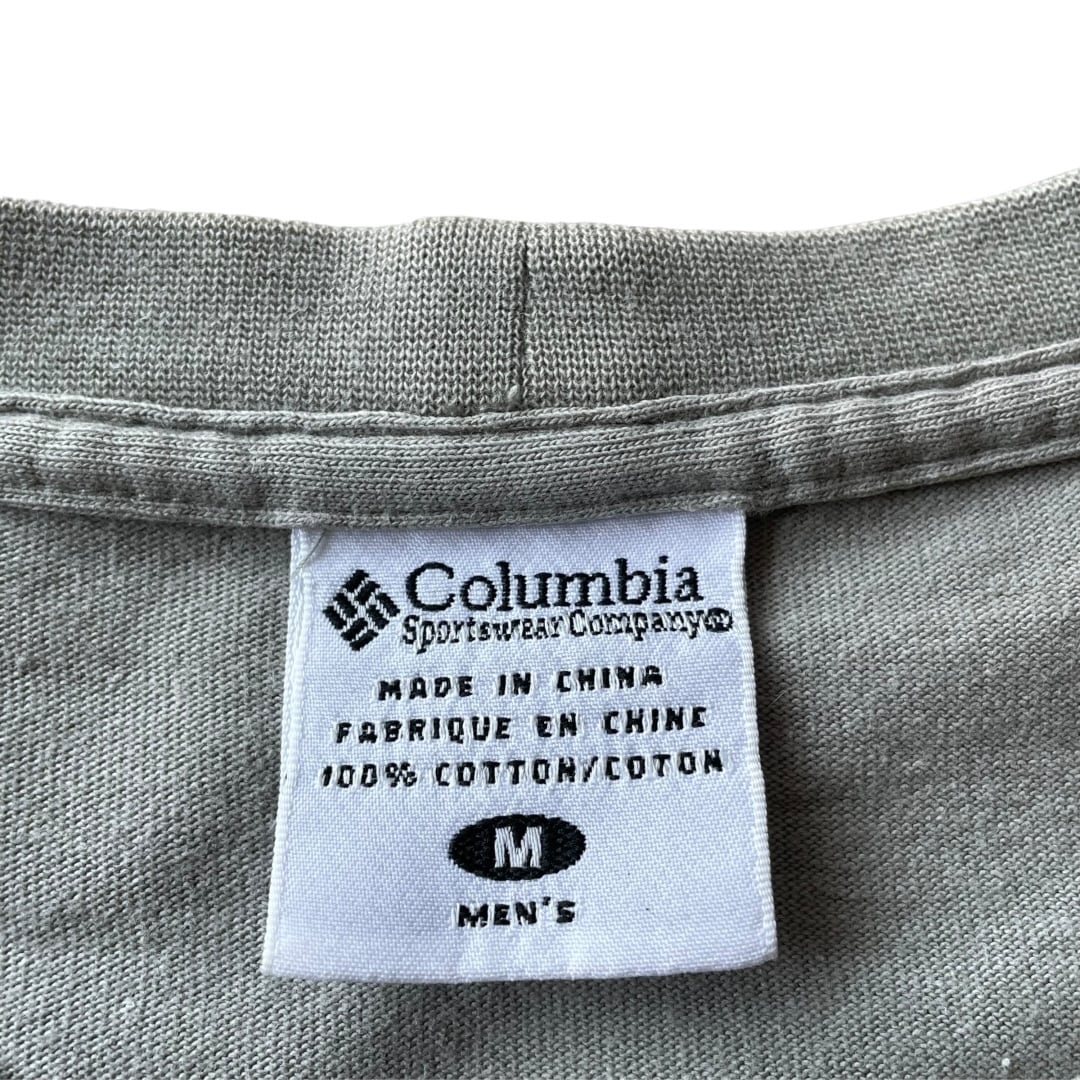 Columbia
Sportswear Company®
MADE IN CHINA
FABRIQUE EN CHINE
100% COTTON/COTON
M
MEN'S